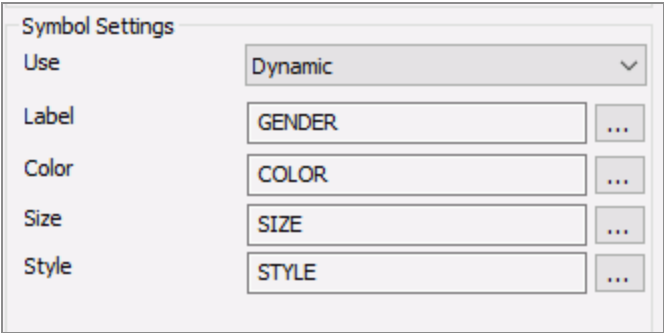 Symbol Settings
Use Dynamic
Label GENDER ...
Color COLOR ...
Size SIZE ...
Style STYLE ...